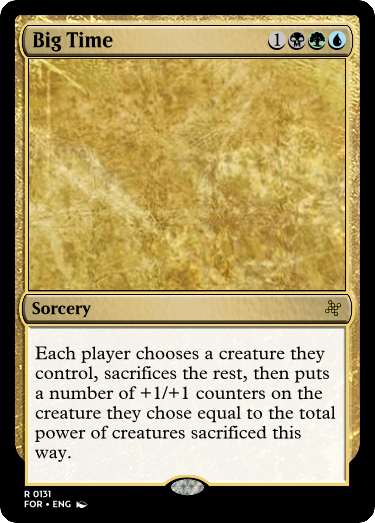 Big Time 1
Sorcery
Each player chooses a creature they
control, sacrifices the rest, then puts
a number of +1/+1 counters on the
creature they chose equal to the total
power of creatures sacrificed this
way.
R 0131
FOR • ENG